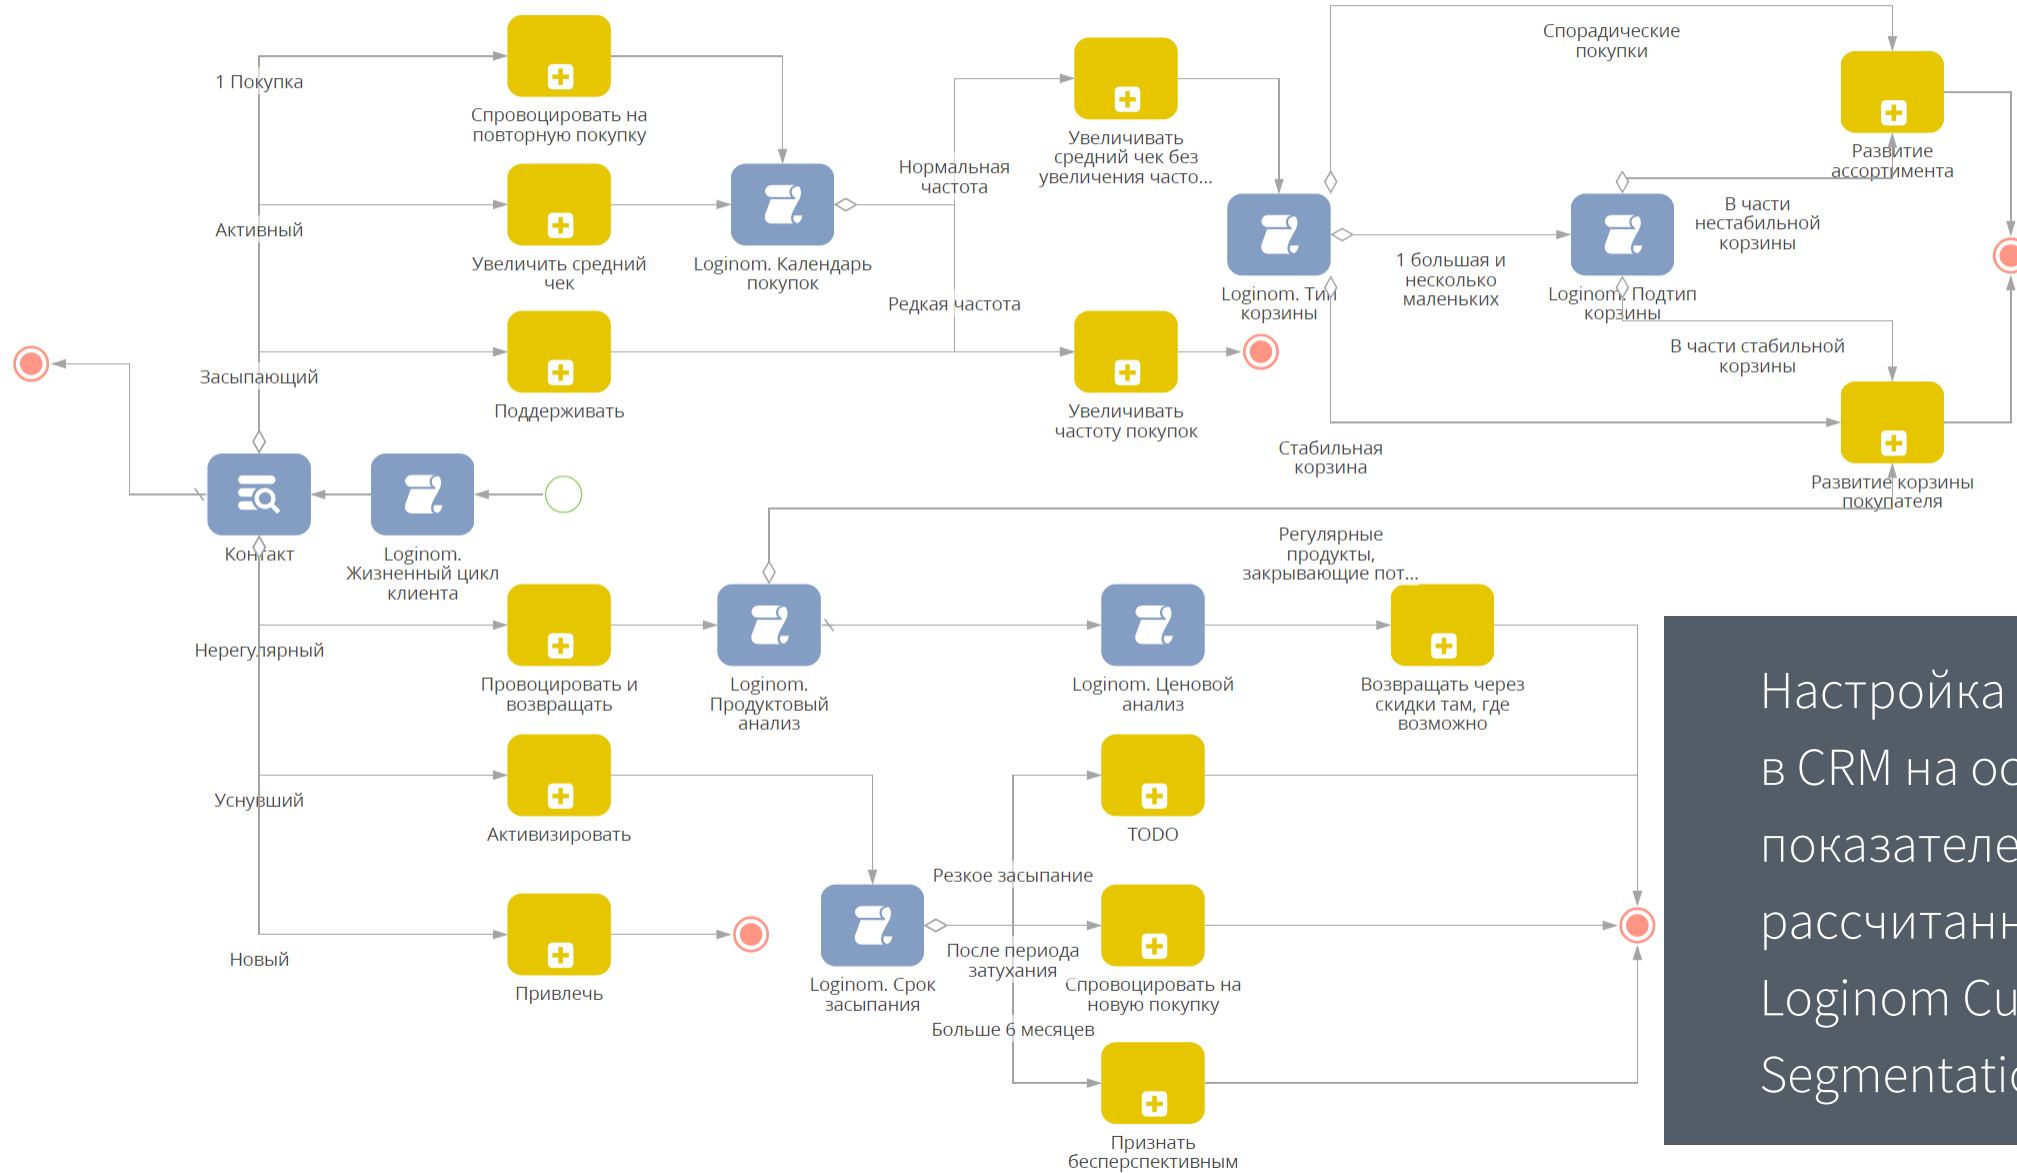 1 Покупка
Спровоцировать на
повторную покупку
Активный
Увеличить средний
чек
Loginom. Календарь
покупок
Засыпающий
Поддерживать
Нормальная
частота
Редкая частота
Увеличивать
средний чек без
увеличения часто...
Увеличивать
частоту покупок
Loginom. Тип
корзины
Спорадические
покупки
1 большая и
несколько
маленьких
Стабильная
корзина
Loginom. Подтип
корзины
В части
нестабильной
корзины
В части стабильной
корзины
Развитие
ассортимента
Развитие корзины
покупателя
Контакт
Loginom.
Жизненный цикл
клиента
Нерегулярный
Провоцировать и
возвращать
Loginom.
Продуктовый
анализ
Регулярные
продукты,
закрывающие пот...
Loginom. Ценовой
анализ
Возвращать через
скидки там, где
возможно
Уснувший
Активизировать
TODO
Резкое засыпание
После периода
затухания
Больше 6 месяцев
Loginom. Срок
засыпания
Спровоцировать на
новую покупку
Новый
Привлечь
Признать
бесперспективным
Настройка
в CRM на ос
показателе
рассчитанн
Loginom Cu
Segmentati